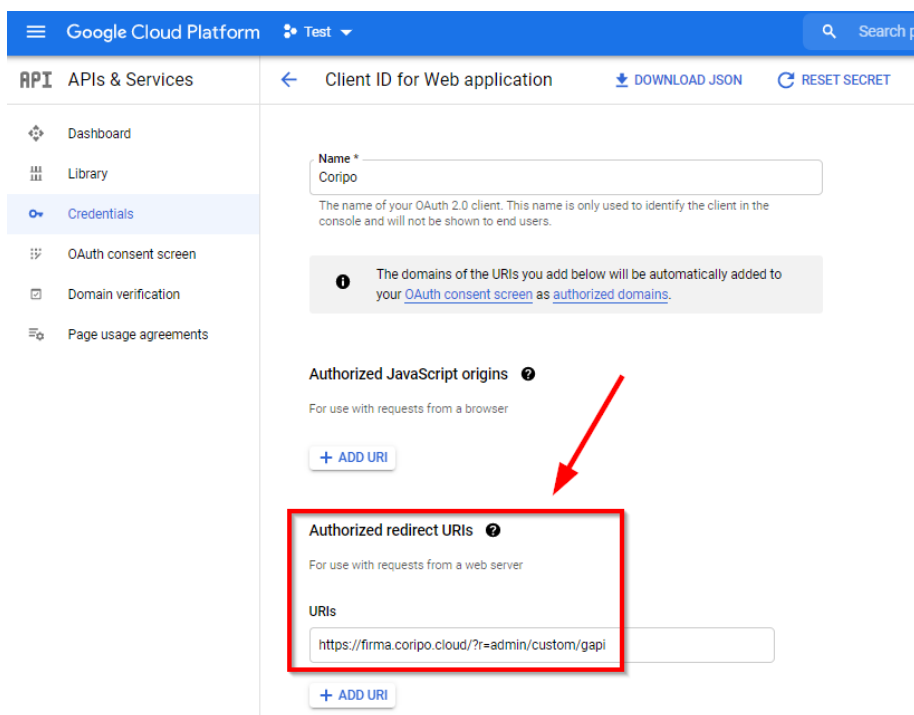 Google Cloud Platform
Test
Search
API APIs & Services
Client ID for Web application
DOWNLOAD JSON
RESET SECRET
Dashboard
Library
Credentials
OAuth consent screen
Domain verification
Page usage agreements
Name *
Coripo
The name of your OAuth 2.0 client. This name is only used to identify the client in the
console and will not be shown to end users.
The domains of the URIs you add below will be automatically added to
your OAuth consent screen as authorized domains.
Authorized JavaScript origins
For use with requests from a browser
+ ADD URI
Authorized redirect URIs
For use with requests from a web server
URIs
https://firma.coripo.cloud/?r=admin/custom/gapi
+ ADD URI